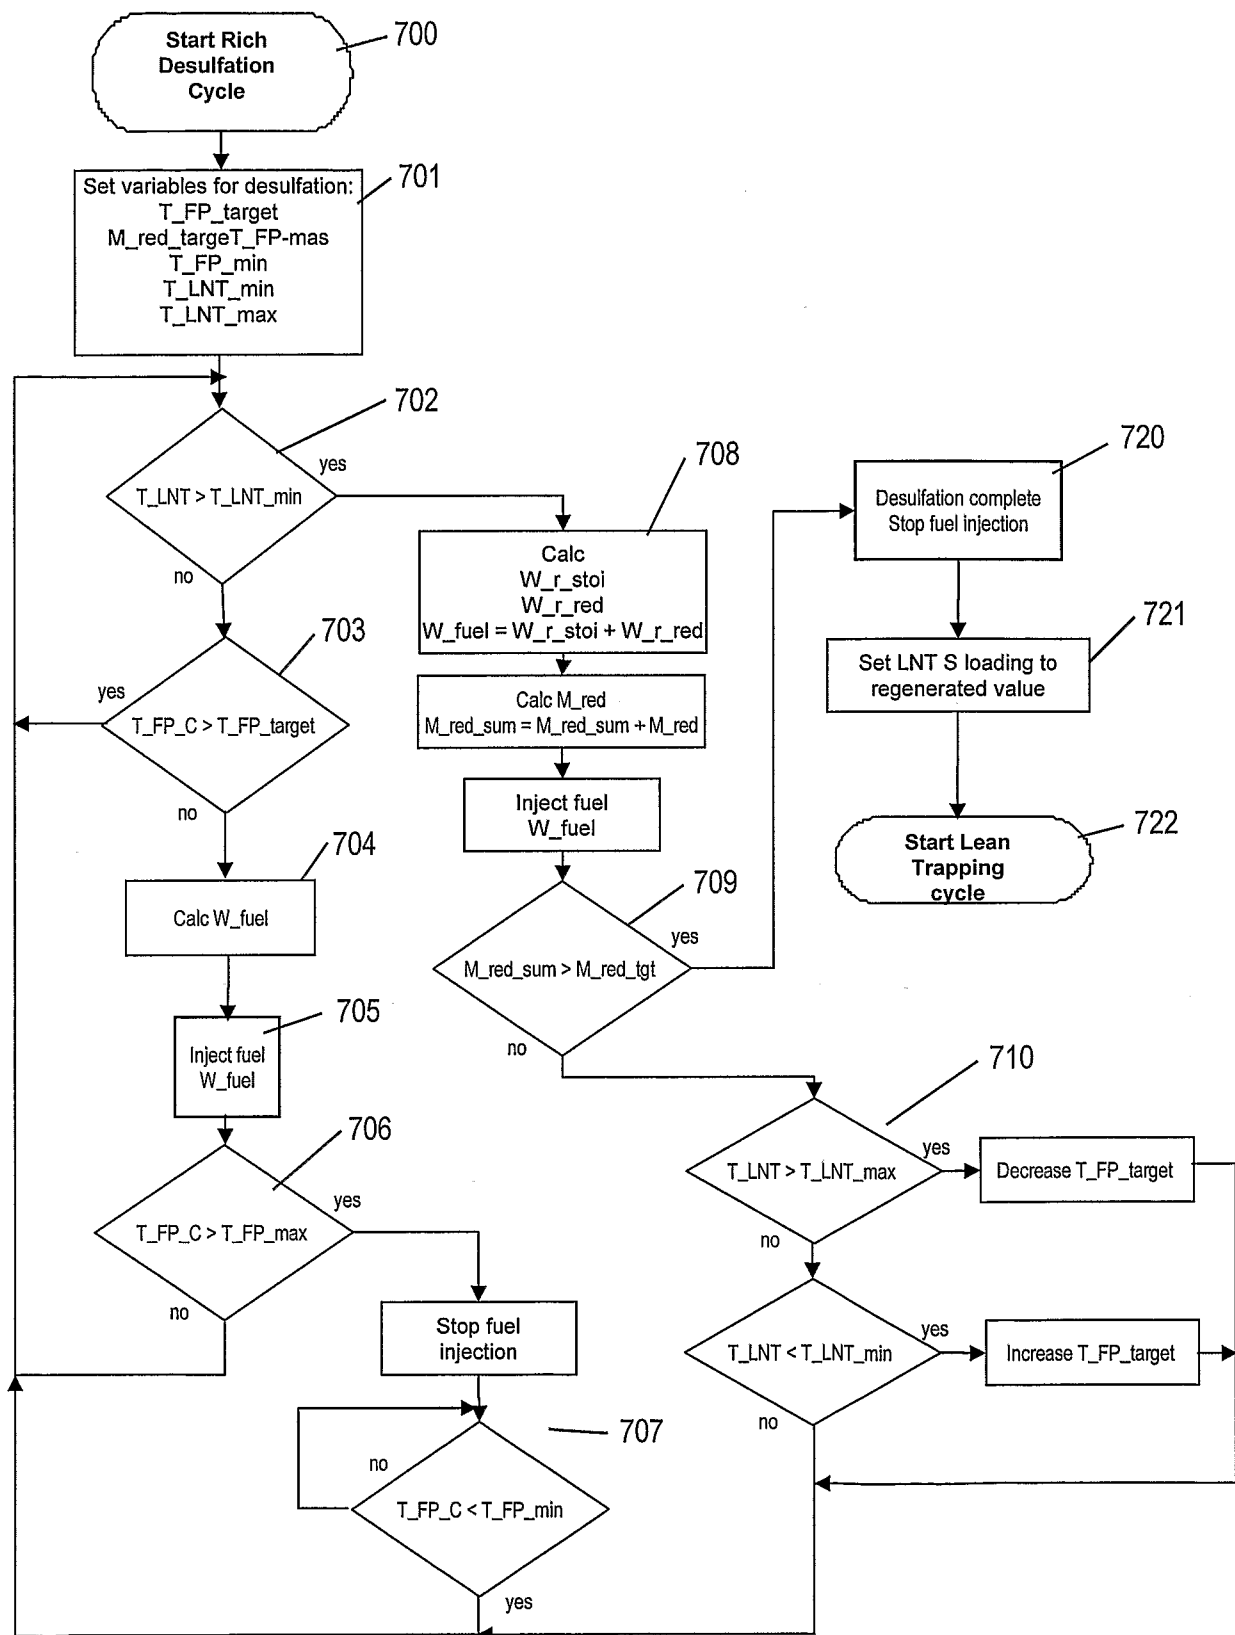 Start Rich
Desulfation
Cycle
700
Set variables for desulfation:
T_FP_target
M_red_targeT_FP-mas
T_FP_min
T_LNT_min
T_LNT_max
701
T_LNT > T_LNT_min
702
yes
no
703
T_FP_C > T_FP_target
yes
no
704
Calc W_fuel
705
Inject fuel
W_fuel
706
T_FP_C > T_FP_max
yes
no
Stop fuel
injection
707
no
T_FP_C < T_FP_min
yes
708
Calc
W_r_stoi
W_r_red
W_fuel = W_r_stoi + W_r_red
Calc M_red
M_red_sum = M_red_sum + M_red
Inject fuel
W_fuel
709
yes
M_red_sum > M_red_tgt
no
710
T_LNT > T_LNT_max
yes
Decrease T_FP_target
no
T_LNT < T_LNT_min
yes
Increase T_FP_target
no
720
Desulfation complete
Stop fuel injection
721
Set LNT S loading to
regenerated value
722
Start Lean
Trapping
cycle